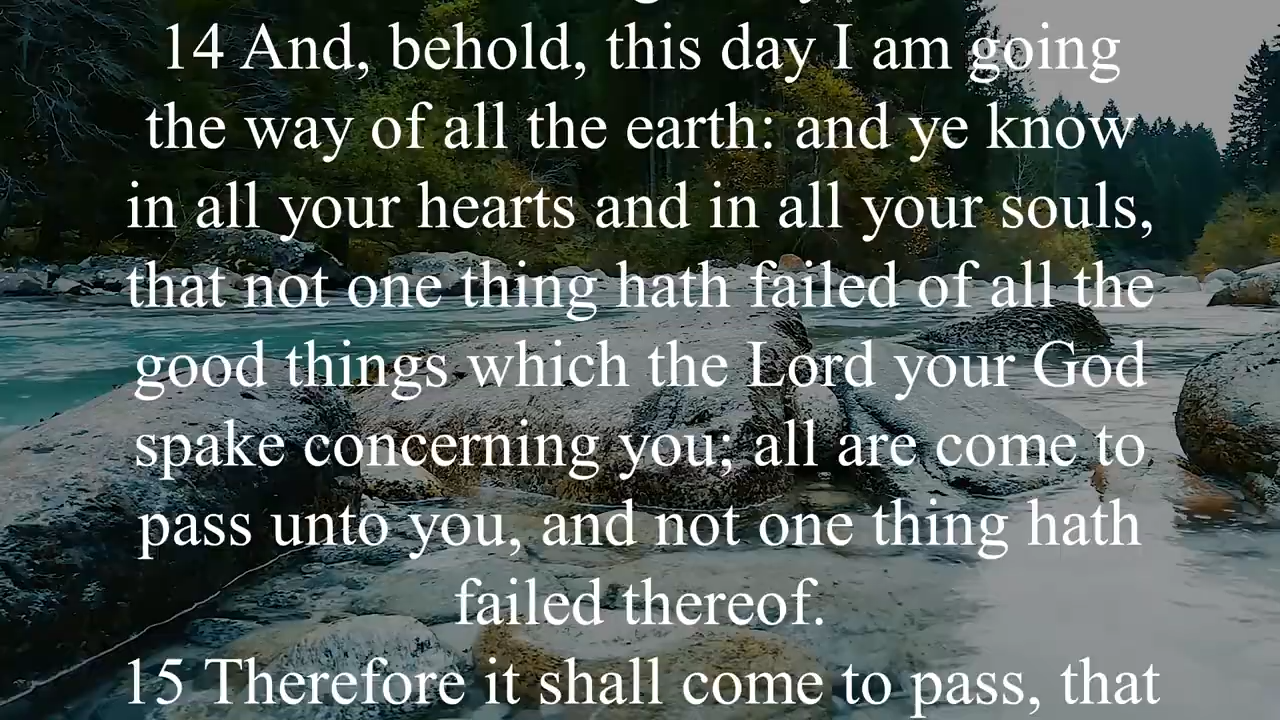 14 And, behold, this day I am going
the way of all the earth: and ye know
in all your hearts and in all your souls,
that not one thing hath failed of all the
good things which the Lord your God
spake concerning you; all are come to
pass unto you, and not one thing hath
failed thereof.
15 Therefore it shall come to pass, that